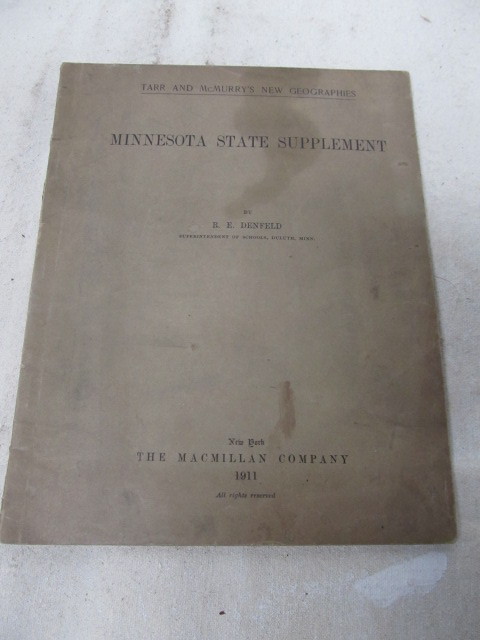 TARR AND McMURRY'S NEW GEOGRAPHIES
MINNESOTA STATE SUPPLEMENT
BY
R. E. DENFELD
SUPERINTENDENT OF SCHOOLS, DULUTH, MINN.
New York
THE MACMILLAN COMPANY
1911
All rights reserved